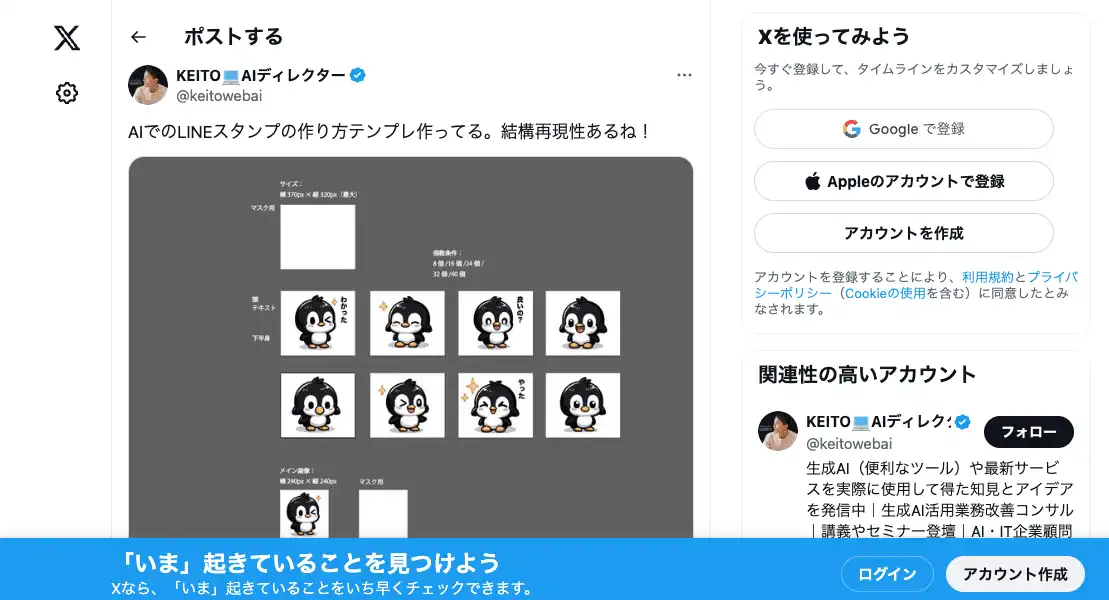 ポストする
KEITO💻AIディレクター
@keitowebai
AIでのLINEスタンプの作り方テンプレ作ってる。結構再現性あるね！
サイズ：
横 370px × 縦 320px（最大）
マスク用
個数条件：
8 個 /16 個 /24 個 /
32 個 /40 個
頭
テキスト
下半身
わかった
良いの？
やった
メイン画像：
横 240px × 縦 240px
マスク用
Xを使ってみよう
今すぐ登録して、タイムラインをカスタマイズしましょ
う。
Google で登録
Appleのアカウントで登録
アカウントを作成
アカウントを登録することにより、利用規約とプライバ
シーポリシー（Cookieの使用を含む）に同意したとみ
なされます。
関連性の高いアカウント
KEITO💻AIディレク
@keitowebai
フォロー
生成AI（便利なツール）や最新サービ
スを実際に使用して得た知見とアイデア
を発信中｜生成AI活用業務改善コンサル
｜講義やセミナー登壇｜AI・IT企業顧問
「いま」起きていることを見つけよう
Xなら、「いま」起きていることをいち早くチェックできます。
ログイン
アカウント作成